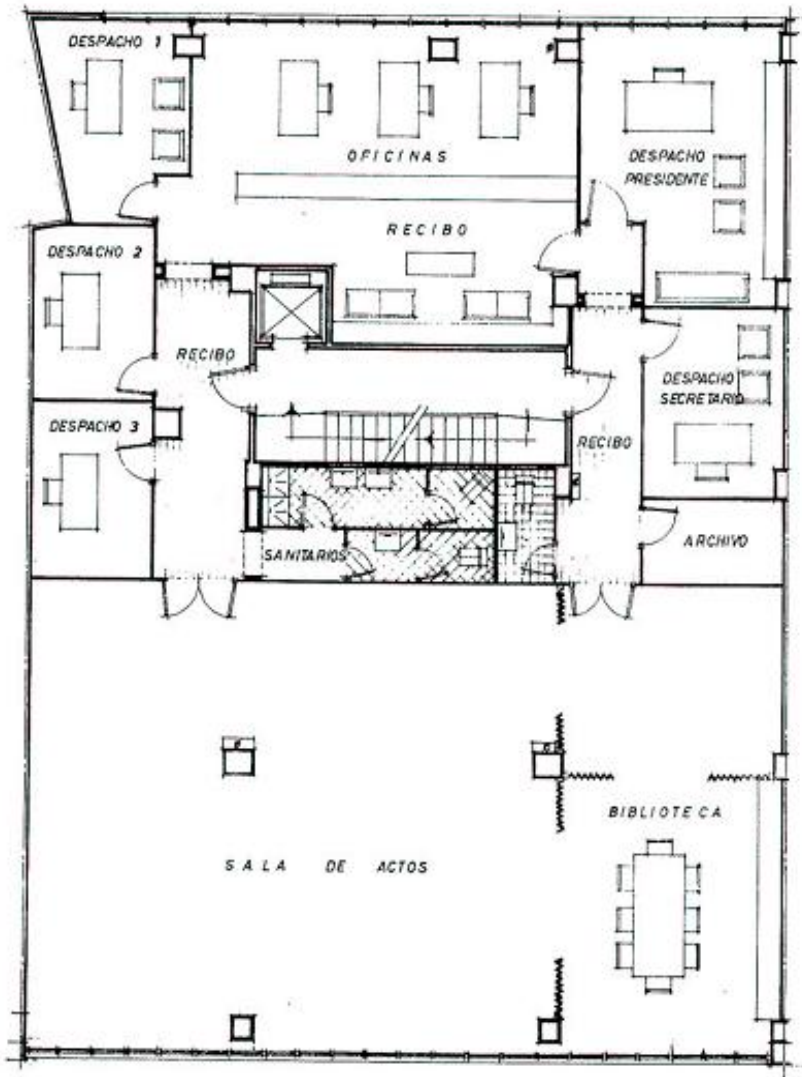 DESPACHO 1
OFICINAS
DESPACHO
PRESIDENTE
RECIBO
DESPACHO 2
RECIBO
DESPACHO
SECRETARIO
DESPACHO 3
RECIBO
SANITARIOS
ARCHIVO
BIBLIOTECA
SALA DE ACTOS